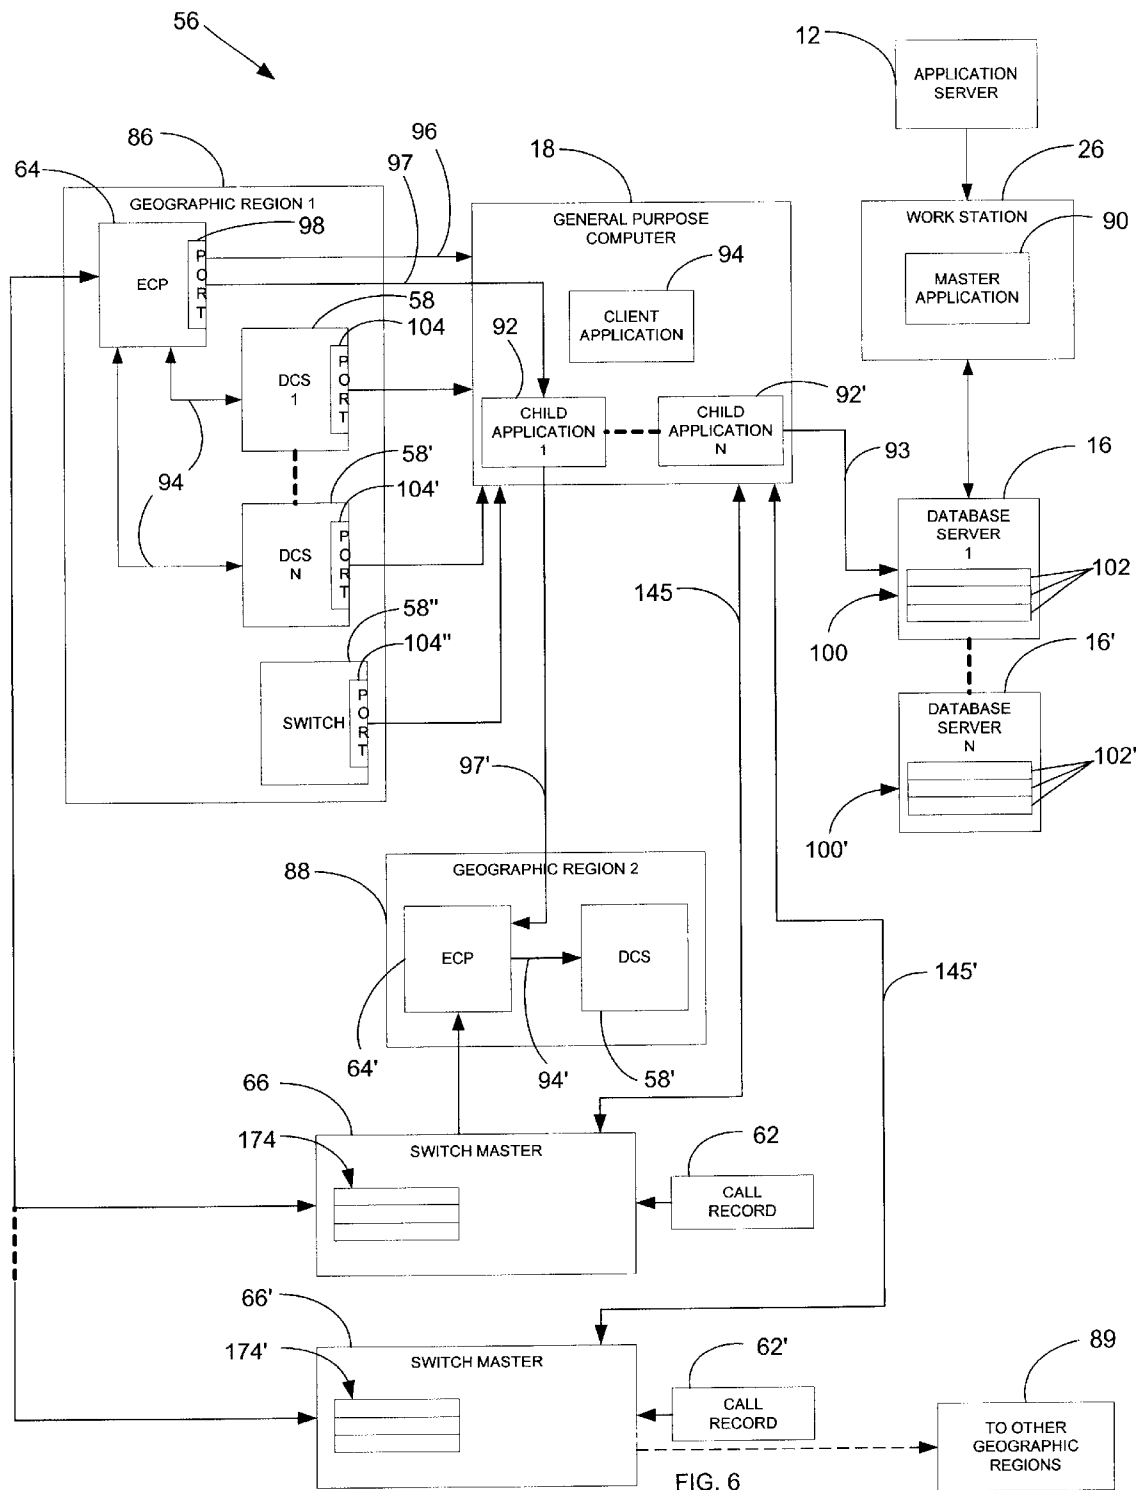 56
12
APPLICATION
SERVER
86
96
97
18
26
64
GEOGRAPHIC REGION 1
98
ECP
PORT
GENERAL PURPOSE
COMPUTER
94
CLIENT
APPLICATION
WORK STATION
90
MASTER
APPLICATION
58
104
DCS
1
PORT
92
CHILD
APPLICATION
1
92'
CHILD
APPLICATION
N
93
94
58'
104'
DCS
N
PORT
16
DATABASE
SERVER
1
102
100
145
58"
104"
SWITCH
PORT
16'
DATABASE
SERVER
N
102'
100'
97'
88
GEOGRAPHIC REGION 2
ECP
DCS
145'
64'
94'
58'
66
174
SWITCH MASTER
62
CALL
RECORD
66'
174'
SWITCH MASTER
62'
CALL
RECORD
89
TO OTHER
GEOGRAPHIC
REGIONS
FIG. 6